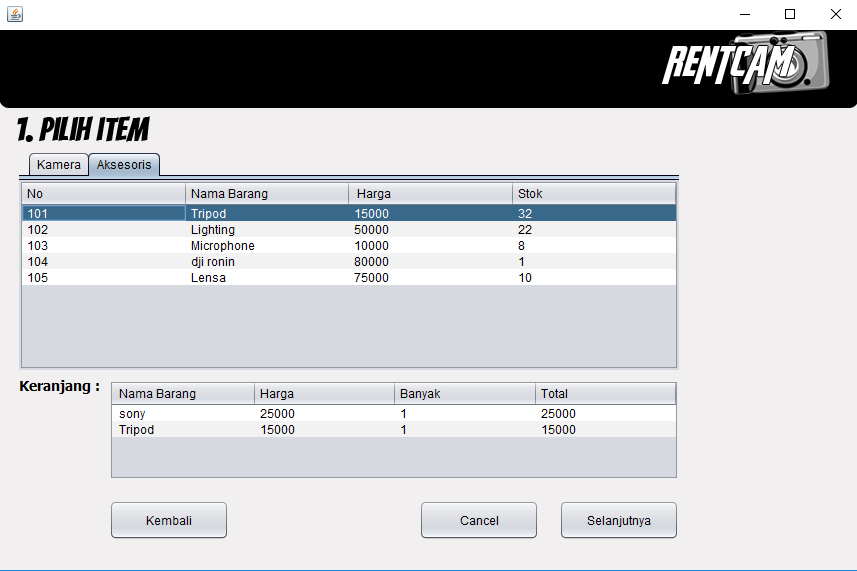 RENTCAM
1. PILIH ITEM
Kamera Aksesoris
No Nama Barang Harga Stok
101 Tripod 15000 32
102 Lighting 50000 22
103 Microphone 10000 8
104 dji ronin 80000 1
105 Lensa 75000 10
Keranjang :
Nama Barang Harga Banyak Total
sony 25000 1 25000
Tripod 15000 1 15000
Kembali Cancel Selanjutnya